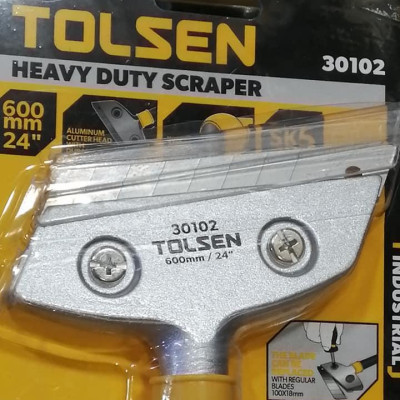 TOLSEN
HEAVY DUTY SCRAPER
30102
600
mm
24"
ALUMINUM
CUTTER HEAD
SK5
30102
TOLSEN
600mm / 24"
INDUSTRIAL
WITH REGULAR
BLADES
100X18mm